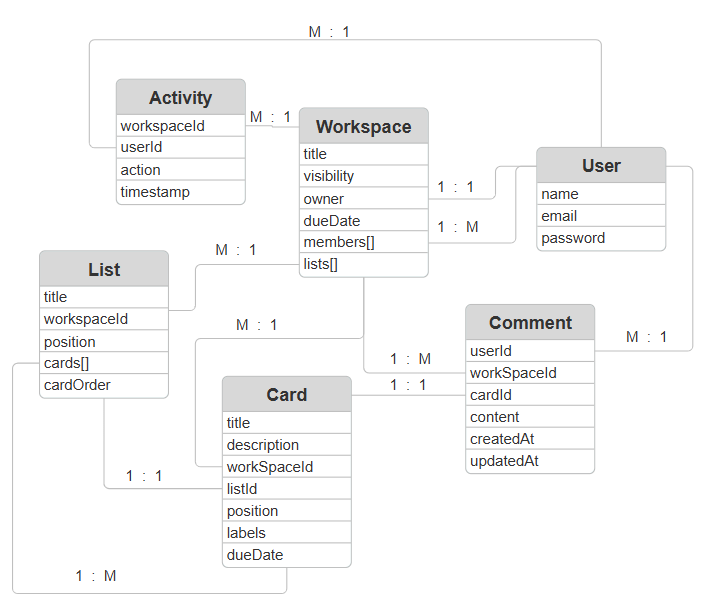 M : 1
Activity
workspaceId
userId
action
timestamp
M : 1
Workspace
title
visibility
owner
dueDate
members[]
lists[]
1 : 1
1 : M
User
name
email
password
List
title
workspaceId
position
cards[]
cardOrder
M : 1
M : 1
Comment
userId
workSpaceId
cardId
content
createdAt
updatedAt
M : 1
1 : M
1 : 1
Card
title
description
workSpaceId
listId
position
labels
dueDate
1 : 1
1 : M